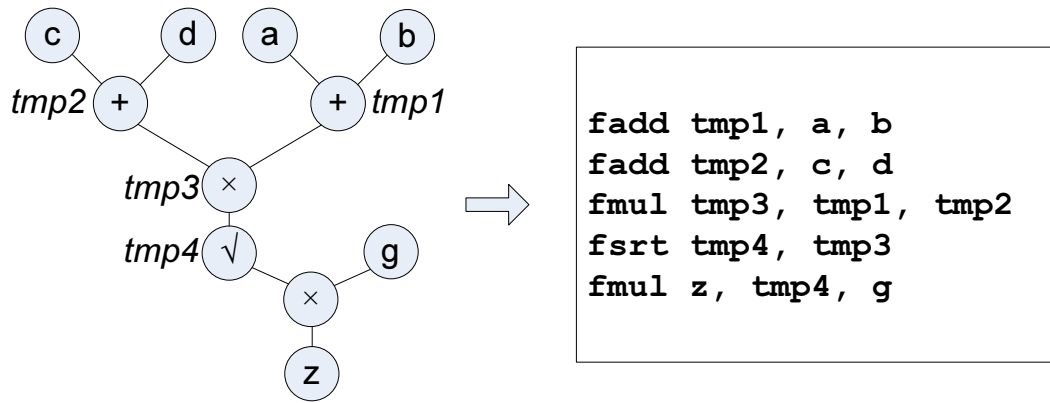 c d a b
tmp2 + + tmp1
fadd tmp1, a, b
fadd tmp2, c, d
fmul tmp3, tmp1, tmp2
fsrt tmp4, tmp3
fmul z, tmp4, g
tmp3 ×
tmp4 √ g
×
z